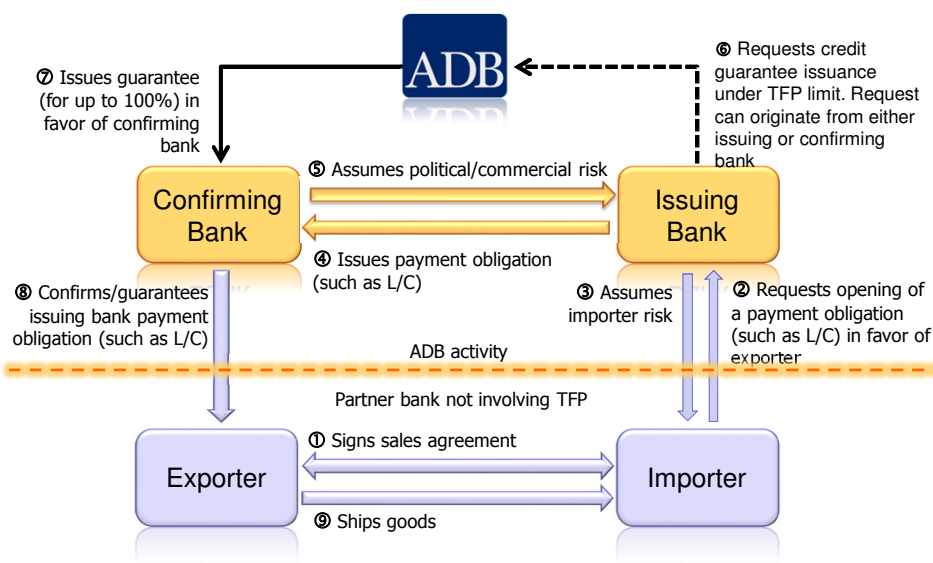 ADB
⑦ Issues guarantee
(for up to 100%) in
favor of confirming
bank
⑥ Requests credit
guarantee issuance
under TFP limit. Request
can originate from either
issuing or confirming
bank
Confirming
Bank
⑤ Assumes political/commercial risk
Issuing
Bank
④ Issues payment obligation
(such as L/C)
⑧ Confirms/guarantees
issuing bank payment
obligation (such as L/C)
③ Assumes
importer risk
② Requests opening of
a payment obligation
(such as L/C) in favor of
exporter
ADB activity
Partner bank not involving TFP
① Signs sales agreement
Exporter
Importer
⑨ Ships goods